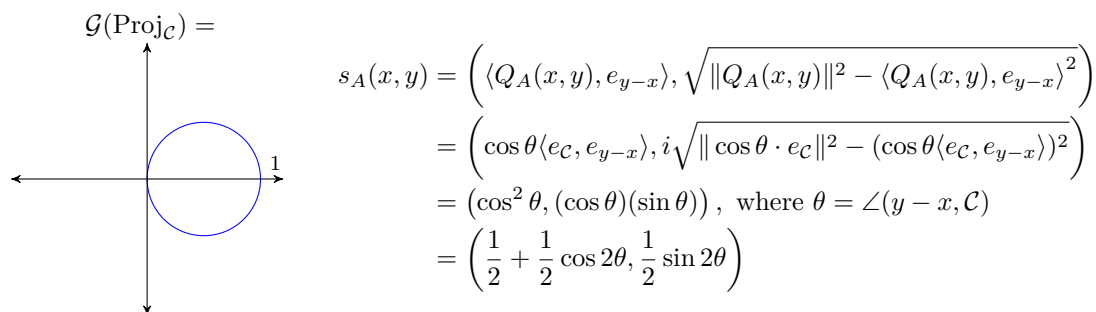 𝒢(Proj_𝒞) =
1
s_A(x, y) = (⟨Q_A(x, y), e_{y−x}⟩, √(‖Q_A(x, y)‖² − ⟨Q_A(x, y), e_{y−x}⟩²))
= (cos θ⟨e_𝒞, e_{y−x}⟩, i√(‖ cos θ · e_𝒞‖² − (cos θ⟨e_𝒞, e_{y−x}⟩)²))
= (cos² θ, (cos θ)(sin θ)) , where θ = ∠(y − x, 𝒞)
= (1/2 + 1/2 cos 2θ, 1/2 sin 2θ)